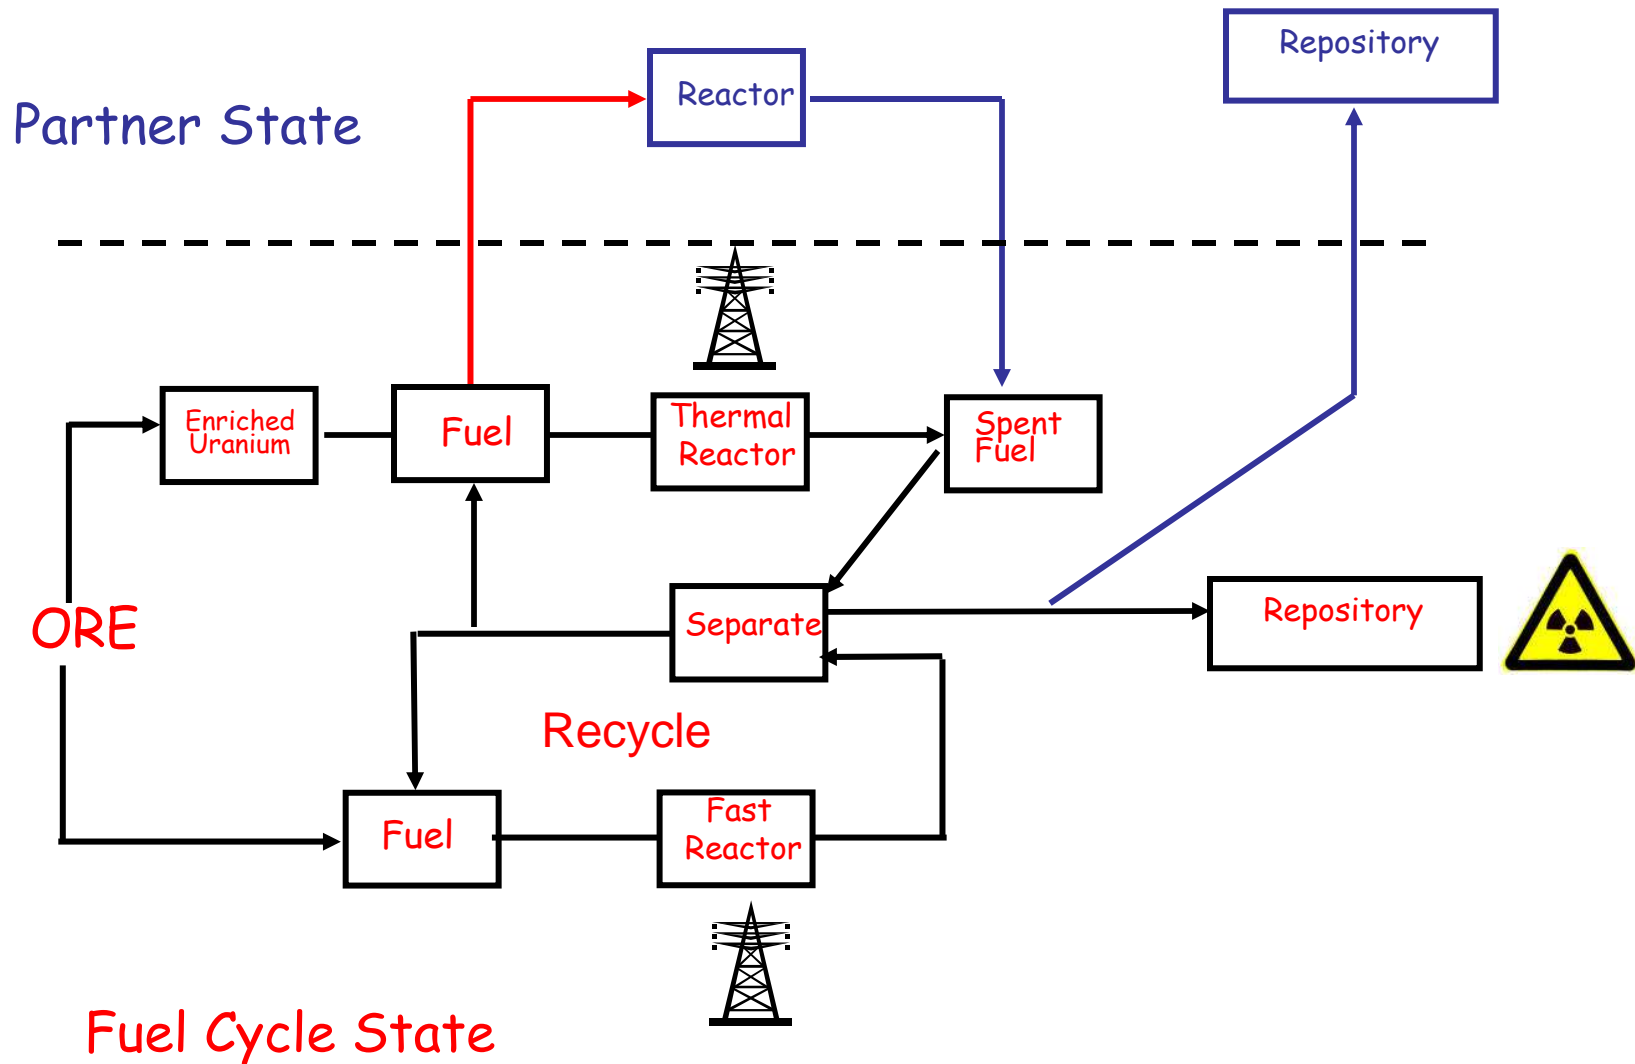 Repository
Reactor
Partner State
Enriched
Uranium
Fuel
Thermal
Reactor
Spent
Fuel
ORE
Separate
Repository
Recycle
Fuel
Fast
Reactor
Fuel Cycle State